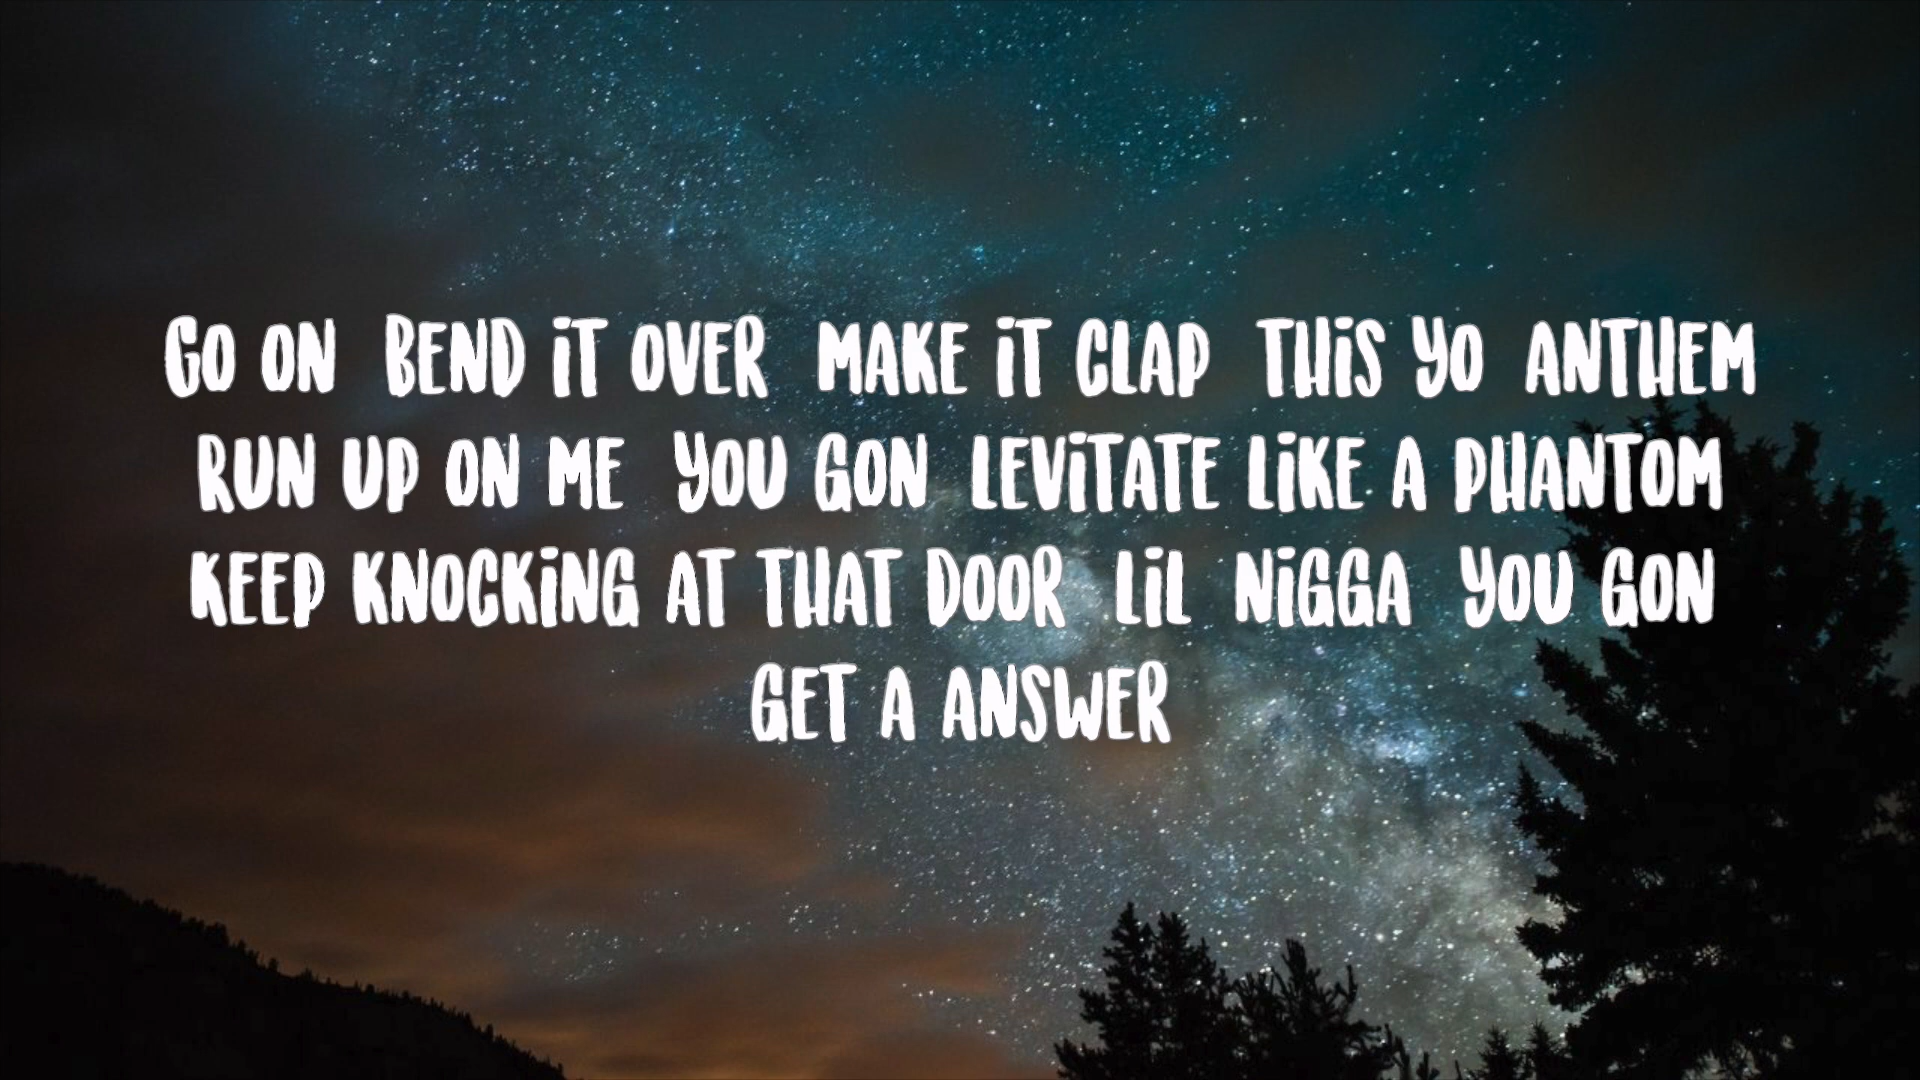 GO ON BEND iT OVER MAKE iT CLAP THiS YO ANTHEM
RUN UP ON ME YOU GON LEViTATE LiKE A PHANTOM
KEEP KNOCKiNG AT THAT DOOR LiL NiGGA YOU GON
GET A ANSWER